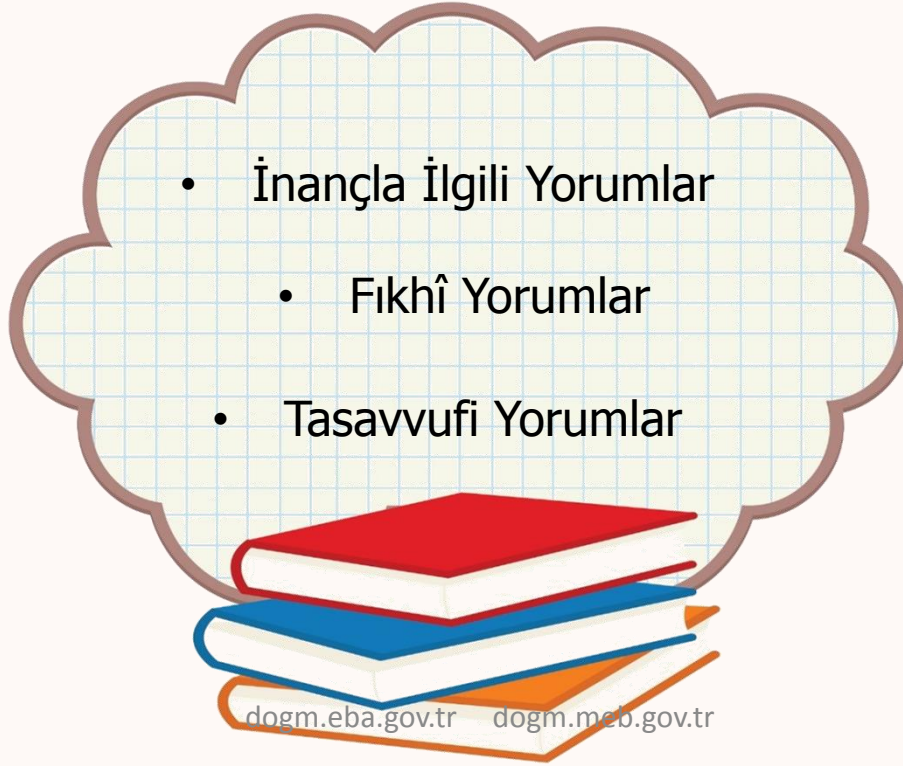 • İnançla İlgili Yorumlar
• Fıkhî Yorumlar
• Tasavvufi Yorumlar
dogm.eba.gov.tr dogm.meb.gov.tr